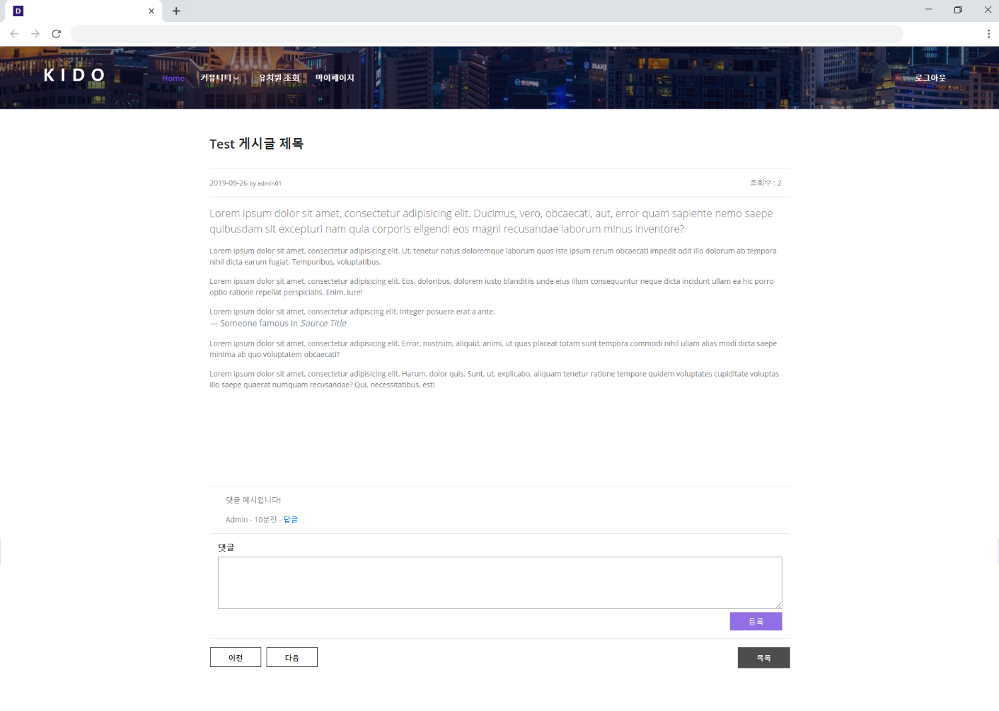 D
KIDO
Home 커뮤니티 유치원 조회 마이페이지 로그아웃
HANJ
Test 게시글 제목
2019-09-26 by admin01 조회수 : 2
Lorem ipsum dolor sit amet, consectetur adipisicing elit. Ducimus, vero, obcaecati, aut, error quam sapiente nemo saepe
quibusdam sit excepturi nam quia corporis eligendi eos magni recusandae laborum minus inventore?
Lorem ipsum dolor sit amet, consectetur adipisicing elit. Ut, tenetur natus doloremque laborum quos iste ipsum rerum obcaecati impedit odit illo dolorum ab tempora
nihil dicta earum fugiat. Temporibus, voluptatibus.
Lorem ipsum dolor sit amet, consectetur adipisicing elit. Eos, doloribus, dolorem iusto blanditiis unde eius illum consequuntur neque dicta incidunt ullam ea hic porro
optio ratione repellat perspiciatis. Enim, iure!
Lorem ipsum dolor sit amet, consectetur adipiscing elit. Integer posuere erat a ante.
— Someone famous in Source Title
Lorem ipsum dolor sit amet, consectetur adipisicing elit. Error, nostrum, aliquid, animi, ut quas placeat totam sunt tempora commodi nihil ullam alias modi dicta saepe
minima ab quo voluptatem obcaecati?
Lorem ipsum dolor sit amet, consectetur adipisicing elit. Harum, dolor quis. Sunt, ut, explicabo, aliquam tenetur ratione tempore quidem voluptates cupiditate voluptas
illo saepe quaerat numquam recusandae? Qui, necessitatibus, est!
댓글 예시입니다!
Admin - 10분전 - 답글
댓글
등록
이전 다음 목록